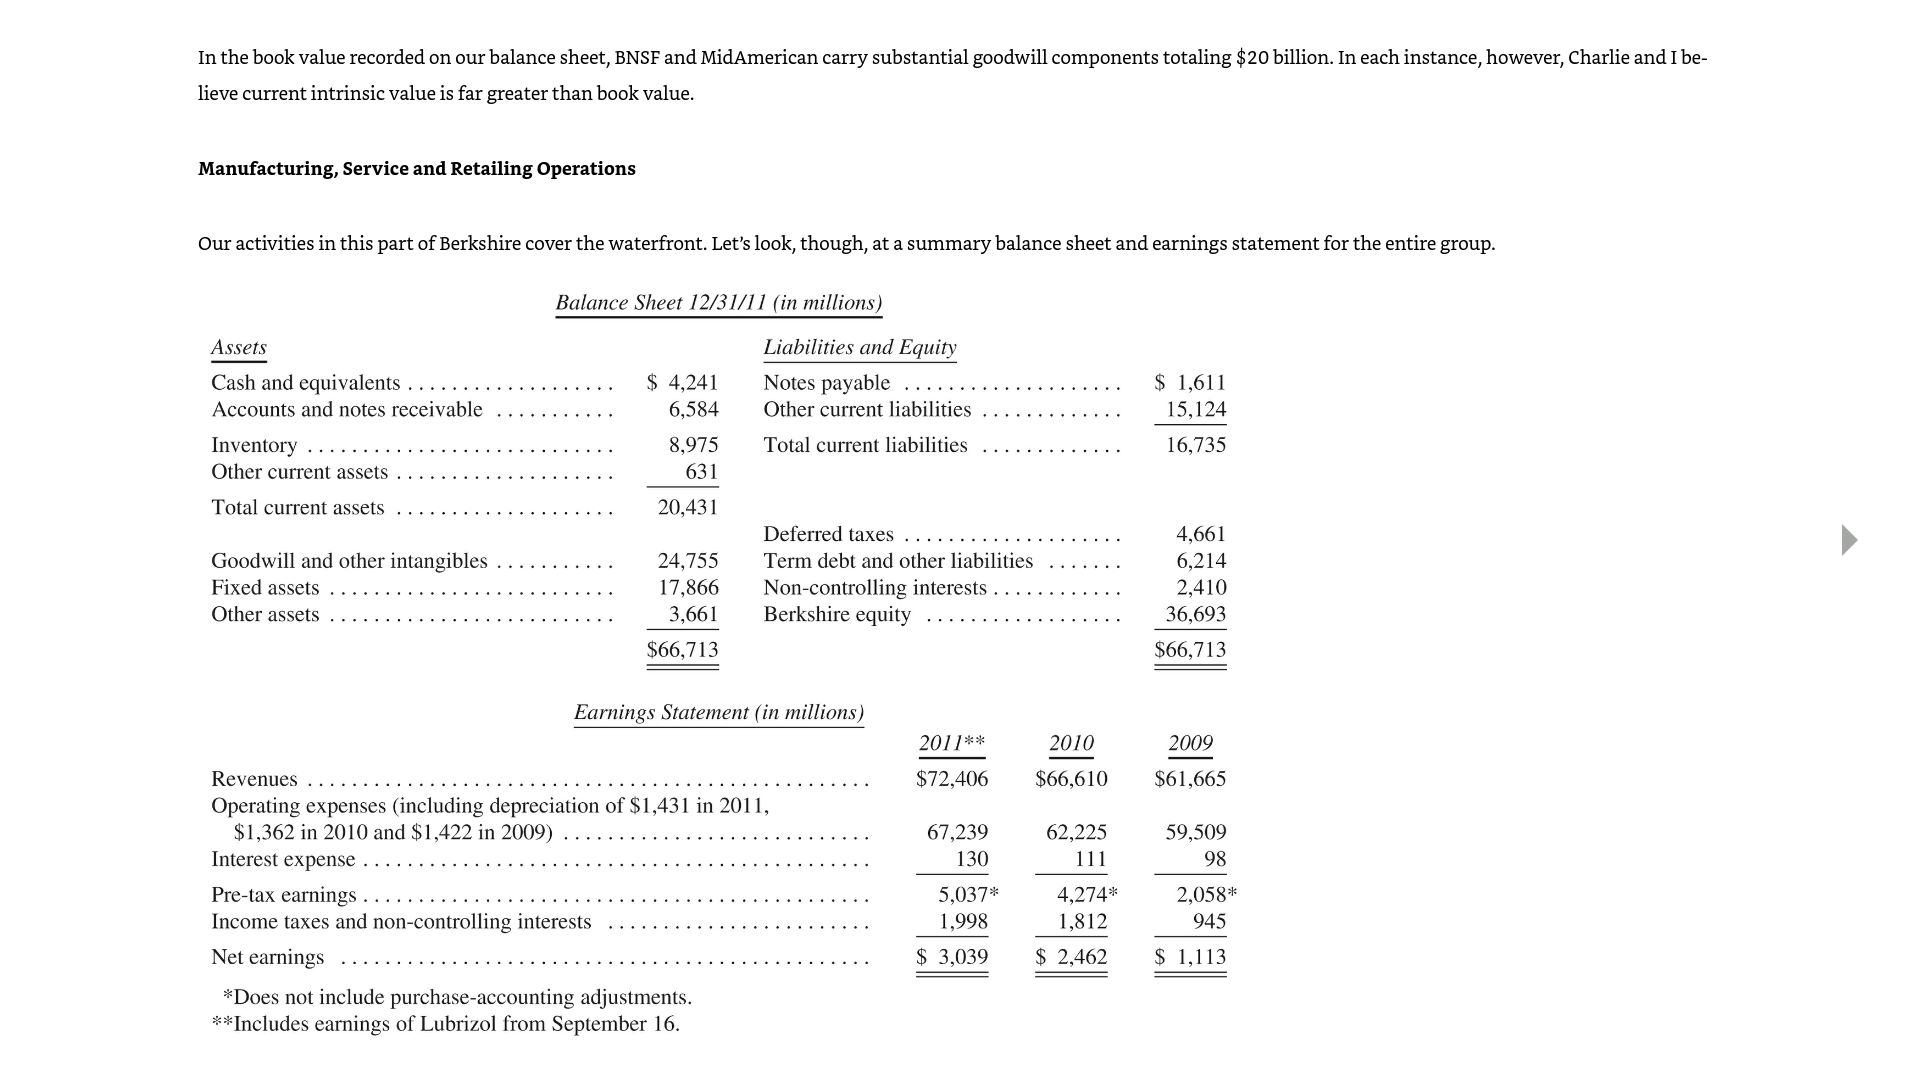 In the book value recorded on our balance sheet, BNSF and MidAmerican carry substantial goodwill components totaling $20 billion. In each instance, however, Charlie and I be-
lieve current intrinsic value is far greater than book value.
Manufacturing, Service and Retailing Operations
Our activities in this part of Berkshire cover the waterfront. Let’s look, though, at a summary balance sheet and earnings statement for the entire group.
Balance Sheet 12/31/11 (in millions)
Assets Liabilities and Equity
Cash and equivalents . . . . . . . . . . . . . . . . . . . $ 4,241 Notes payable . . . . . . . . . . . . . . . . . . . . $ 1,611
Accounts and notes receivable . . . . . . . . . . . 6,584 Other current liabilities . . . . . . . . . . . . . 15,124
Inventory . . . . . . . . . . . . . . . . . . . . . . . . . . . . 8,975 Total current liabilities . . . . . . . . . . . . . 16,735
Other current assets . . . . . . . . . . . . . . . . . . . . 631
Total current assets . . . . . . . . . . . . . . . . . . . . 20,431
Deferred taxes . . . . . . . . . . . . . . . . . . . . 4,661
Goodwill and other intangibles . . . . . . . . . . . 24,755 Term debt and other liabilities . . . . . . . 6,214
Fixed assets . . . . . . . . . . . . . . . . . . . . . . . . . . 17,866 Non-controlling interests . . . . . . . . . . . . 2,410
Other assets . . . . . . . . . . . . . . . . . . . . . . . . . . 3,661 Berkshire equity . . . . . . . . . . . . . . . . . . 36,693
$66,713 $66,713
Earnings Statement (in millions)
2011** 2010 2009
Revenues . . . . . . . . . . . . . . . . . . . . . . . . . . . . . . . . . . . . . . . . . . . . . . . . . . . $72,406 $66,610 $61,665
Operating expenses (including depreciation of $1,431 in 2011,
$1,362 in 2010 and $1,422 in 2009) . . . . . . . . . . . . . . . . . . . . . . . . . . . . 67,239 62,225 59,509
Interest expense . . . . . . . . . . . . . . . . . . . . . . . . . . . . . . . . . . . . . . . . . . . . . . 130 111 98
Pre-tax earnings . . . . . . . . . . . . . . . . . . . . . . . . . . . . . . . . . . . . . . . . . . . . . . 5,037* 4,274* 2,058*
Income taxes and non-controlling interests . . . . . . . . . . . . . . . . . . . . . . . . 1,998 1,812 945
Net earnings . . . . . . . . . . . . . . . . . . . . . . . . . . . . . . . . . . . . . . . . . . . . . . . . $ 3,039 $ 2,462 $ 1,113
*Does not include purchase-accounting adjustments.
**Includes earnings of Lubrizol from September 16.